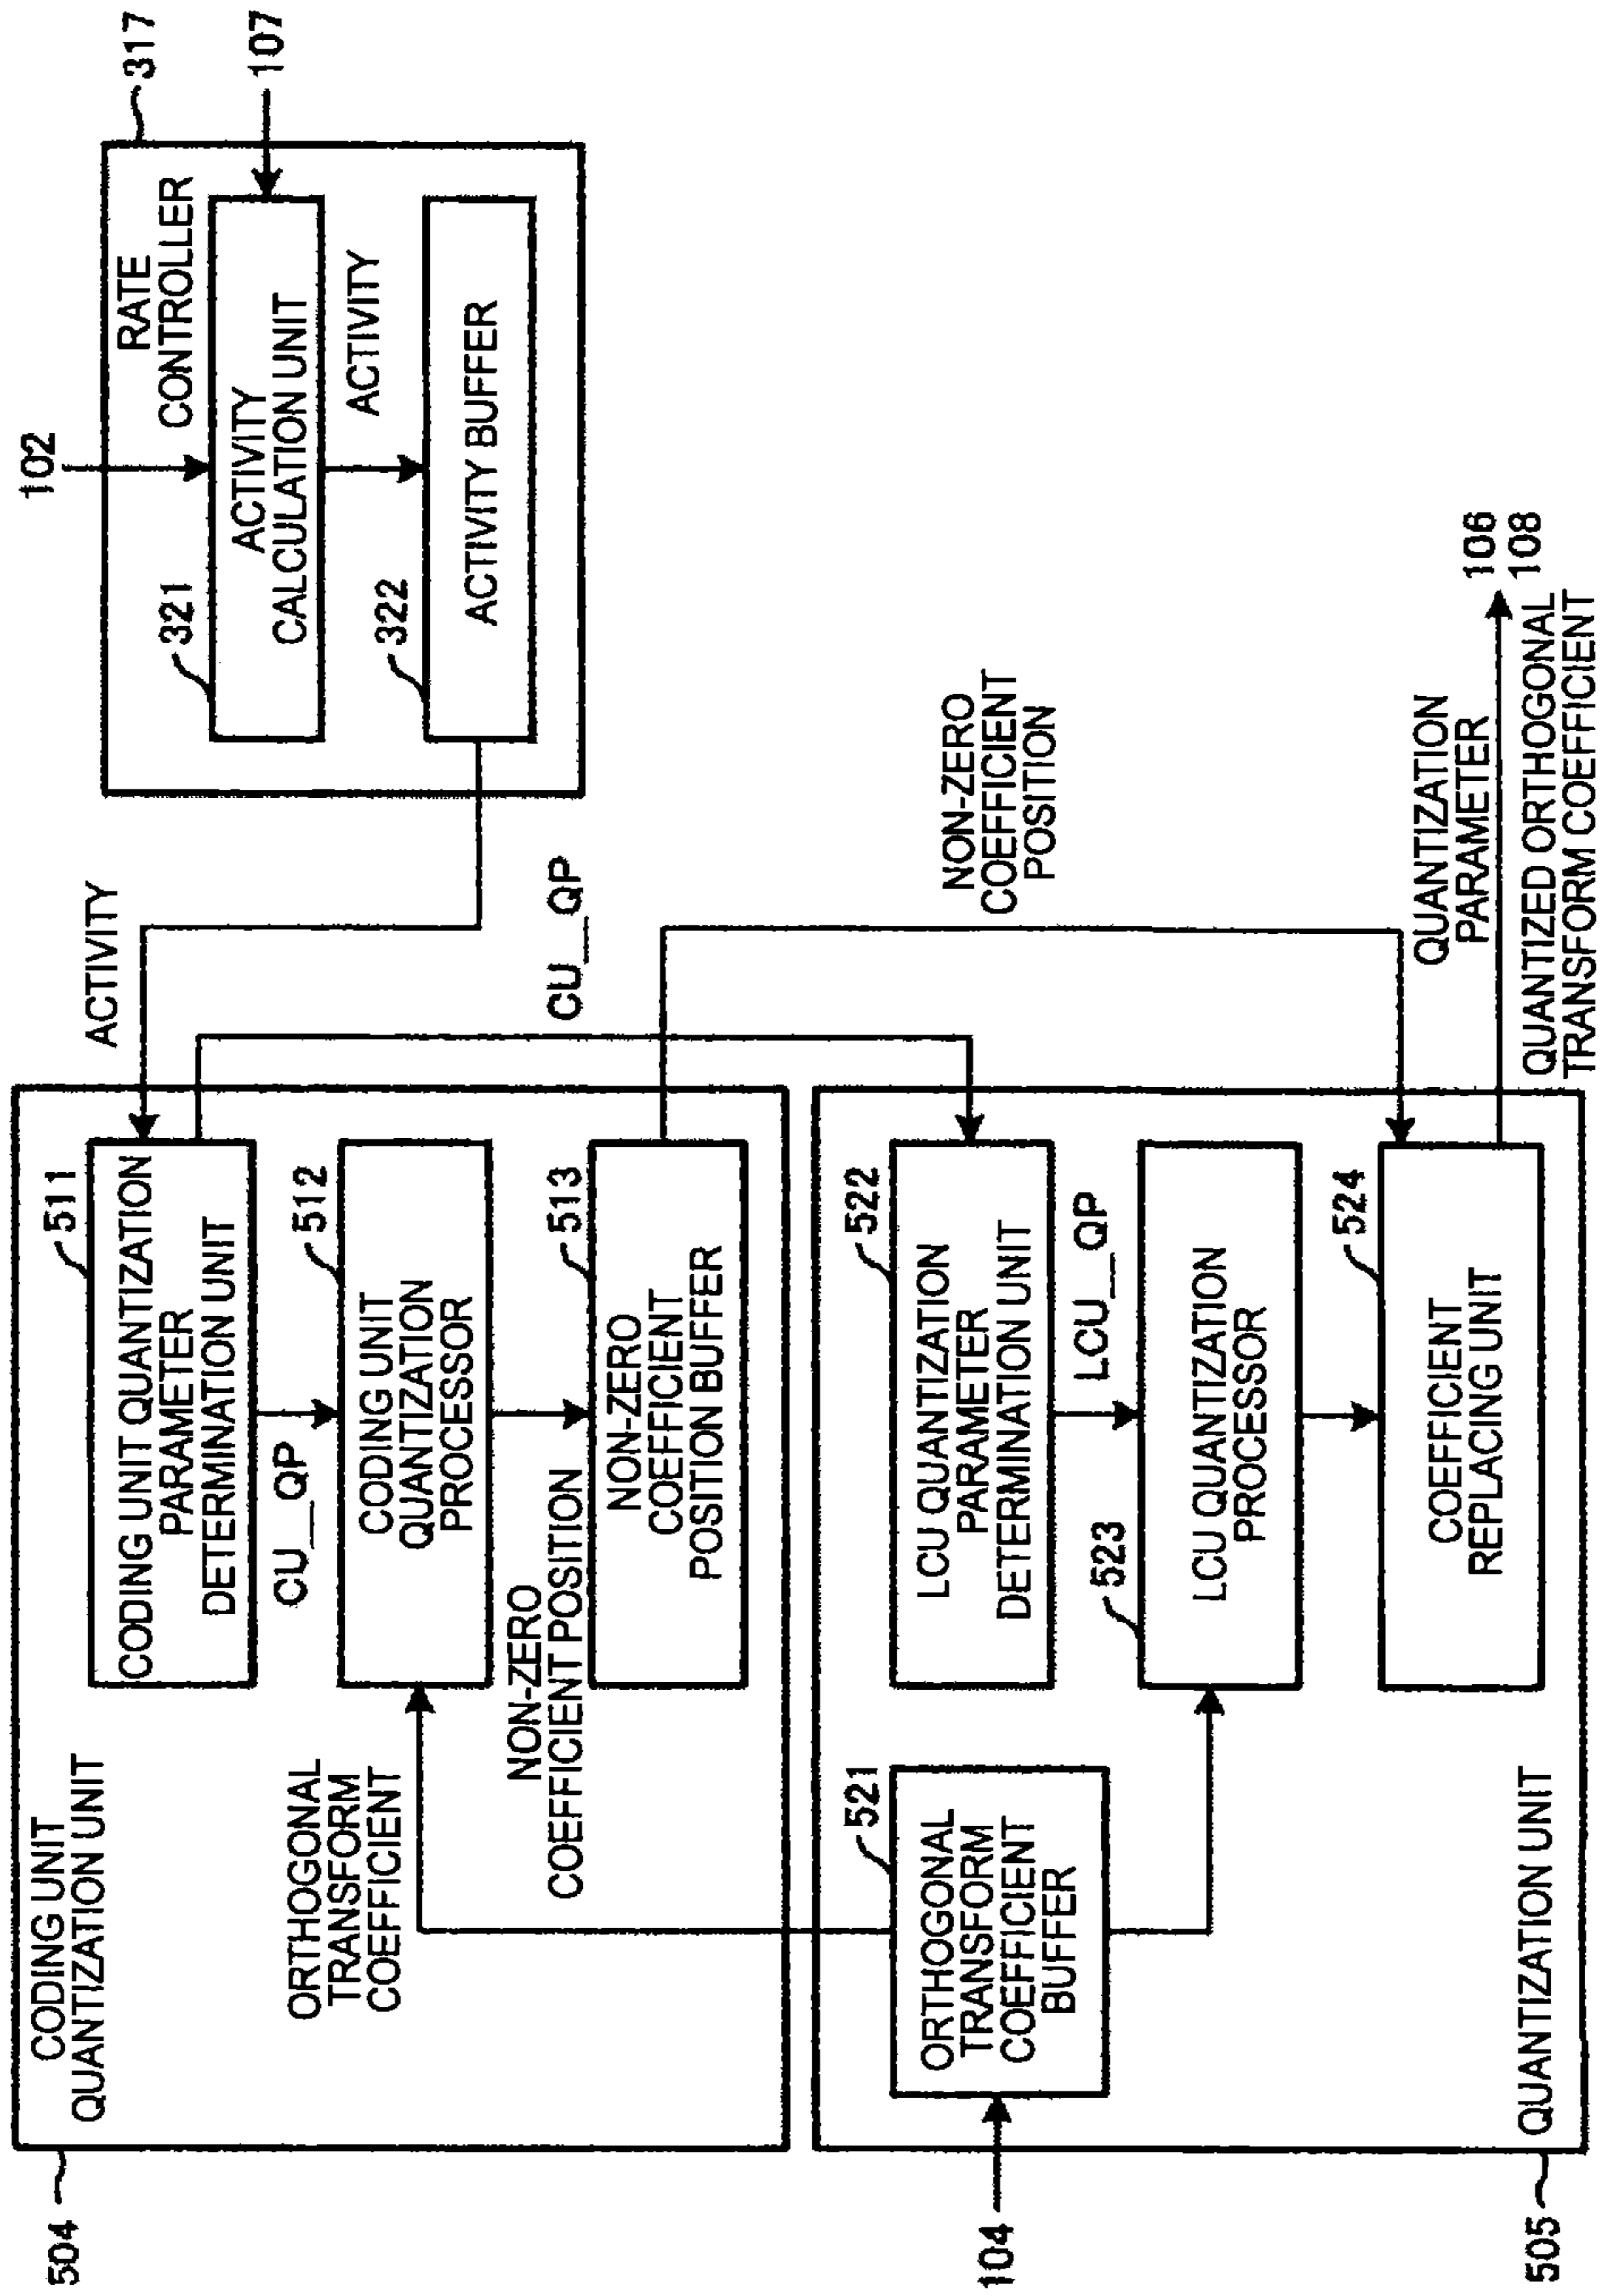 504
CODING UNIT
QUANTIZATION UNIT
511
CODING UNIT QUANTIZATION
PARAMETER
DETERMINATION UNIT
CU_QP
ORTHOGONAL
TRANSFORM
COEFFICIENT
512
CODING UNIT
QUANTIZATION
PROCESSOR
NON-ZERO
COEFFICIENT POSITION
513
NON-ZERO
COEFFICIENT
POSITION BUFFER
ACTIVITY
CU_QP
102
317
RATE
CONTROLLER
107
321
ACTIVITY
CALCULATION UNIT
ACTIVITY
322
ACTIVITY BUFFER
104
521
ORTHOGONAL
TRANSFORM
COEFFICIENT
BUFFER
522
LCU QUANTIZATION
PARAMETER
DETERMINATION UNIT
LCU_QP
523
LCU QUANTIZATION
PROCESSOR
524
COEFFICIENT
REPLACING UNIT
NON-ZERO
COEFFICIENT
POSITION
QUANTIZATION
PARAMETER
106
108
QUANTIZED ORTHOGONAL
TRANSFORM COEFFICIENT
505
QUANTIZATION UNIT